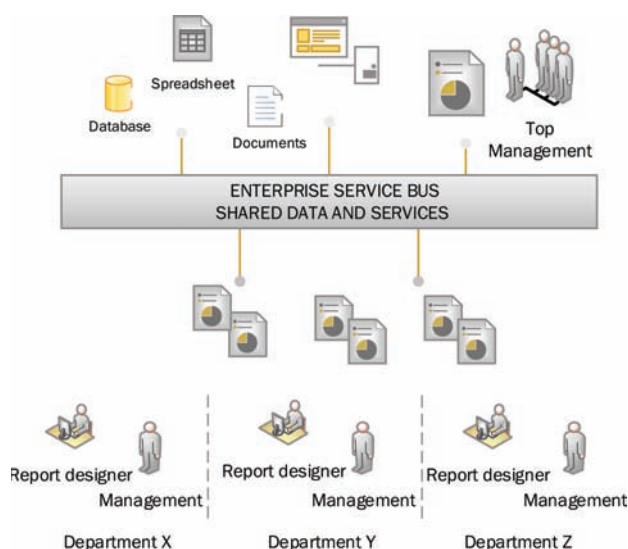 Spreadsheet
Database
Documents
Top
Management
ENTERPRISE SERVICE BUS
SHARED DATA AND SERVICES
Report designer
Management
Report designer
Management
Report designer
Management
Department X
Department Y
Department Z